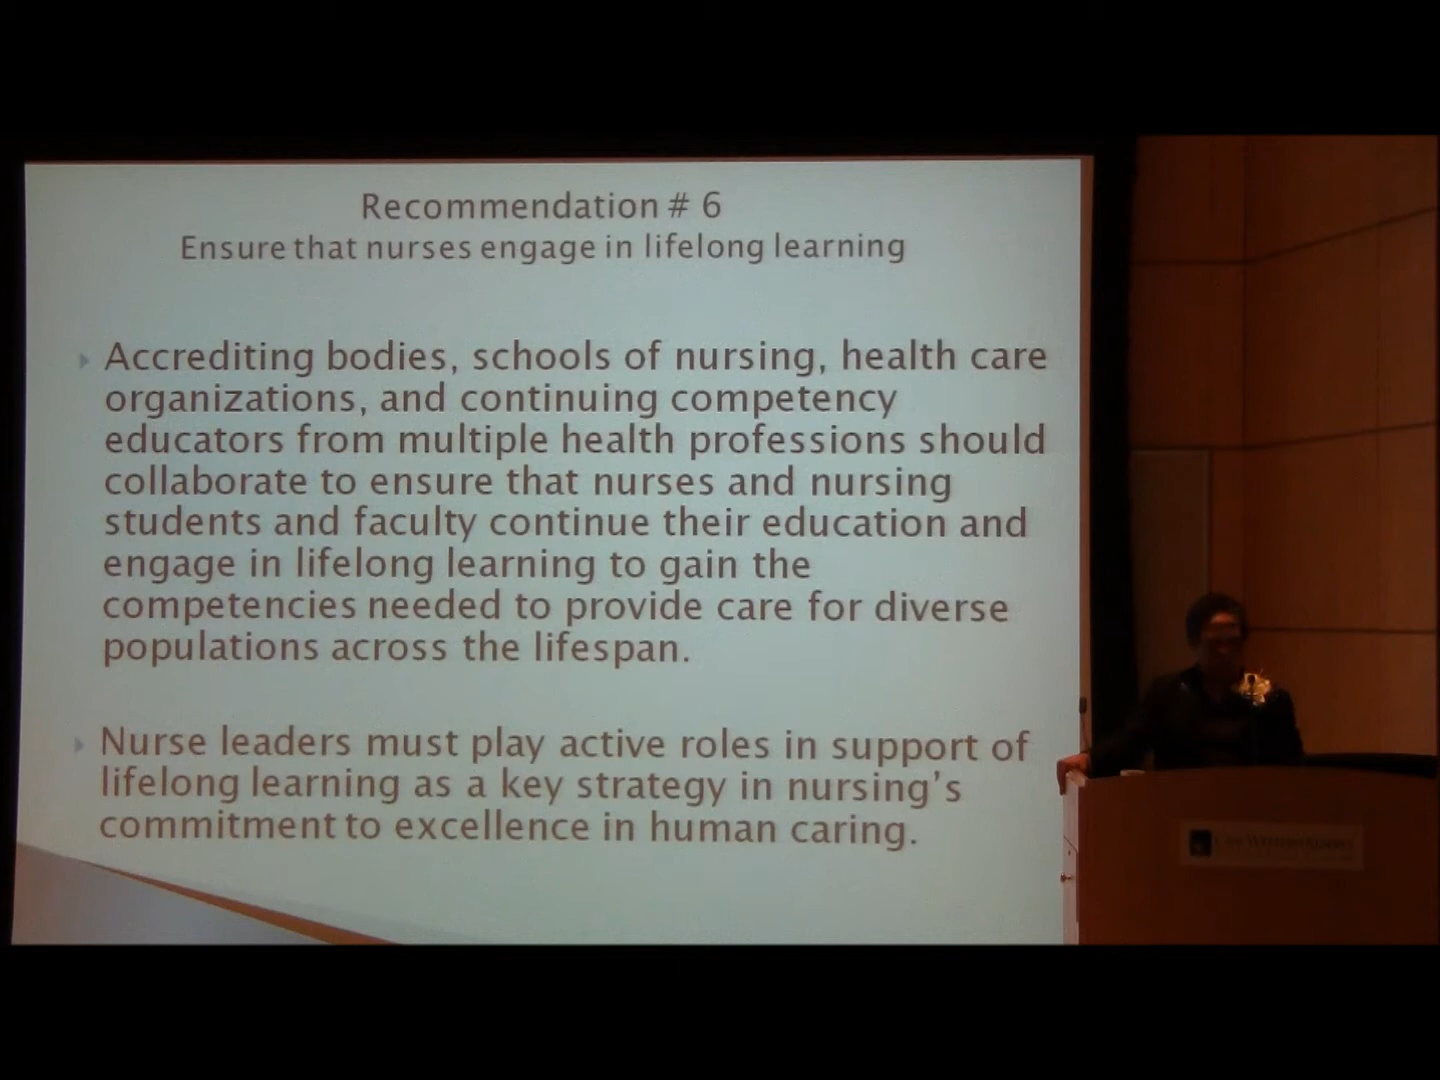 Recommendation # 6
Ensure that nurses engage in lifelong learning
Accrediting bodies, schools of nursing, health care
organizations, and continuing competency
educators from multiple health professions should
collaborate to ensure that nurses and nursing
students and faculty continue their education and
engage in lifelong learning to gain the
competencies needed to provide care for diverse
populations across the lifespan.
Nurse leaders must play active roles in support of
lifelong learning as a key strategy in nursing’s
commitment to excellence in human caring.